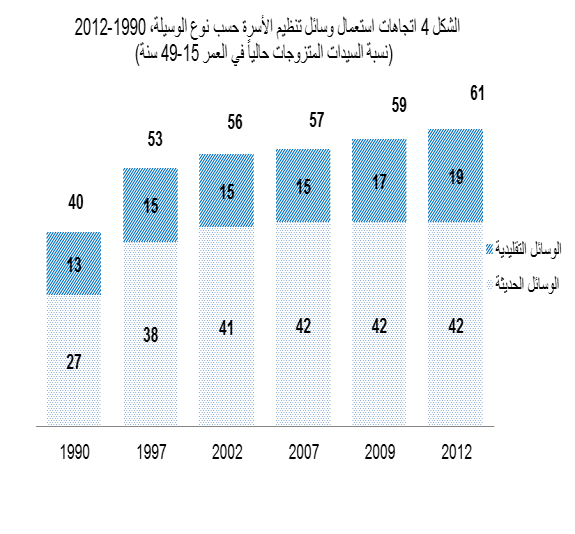 الشكل 4 اتجاهات استعمال وسائل تنظيم الأسرة حسب نوع الوسيلة، 1990-2012
(نسبة السيدات المتزوجات حالياً في العمر 15-49 سنة)
40 53 56 57 59 61
13 15 15 15 17 19
27 38 41 42 42 42
الوسائل التقليدية
الوسائل الحديثة
1990 1997 2002 2007 2009 2012